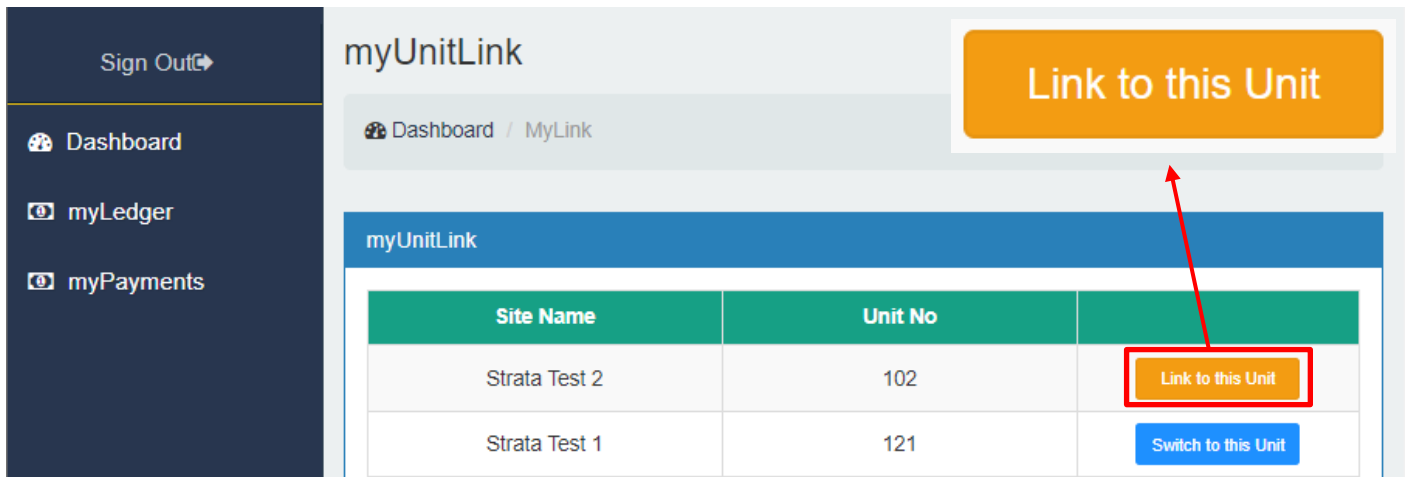 Sign Out
Dashboard
myLedger
myPayments
myUnitLink
Dashboard / MyLink
Link to this Unit
myUnitLink
Site Name Unit No
Strata Test 2 102 Link to this Unit
Strata Test 1 121 Switch to this Unit